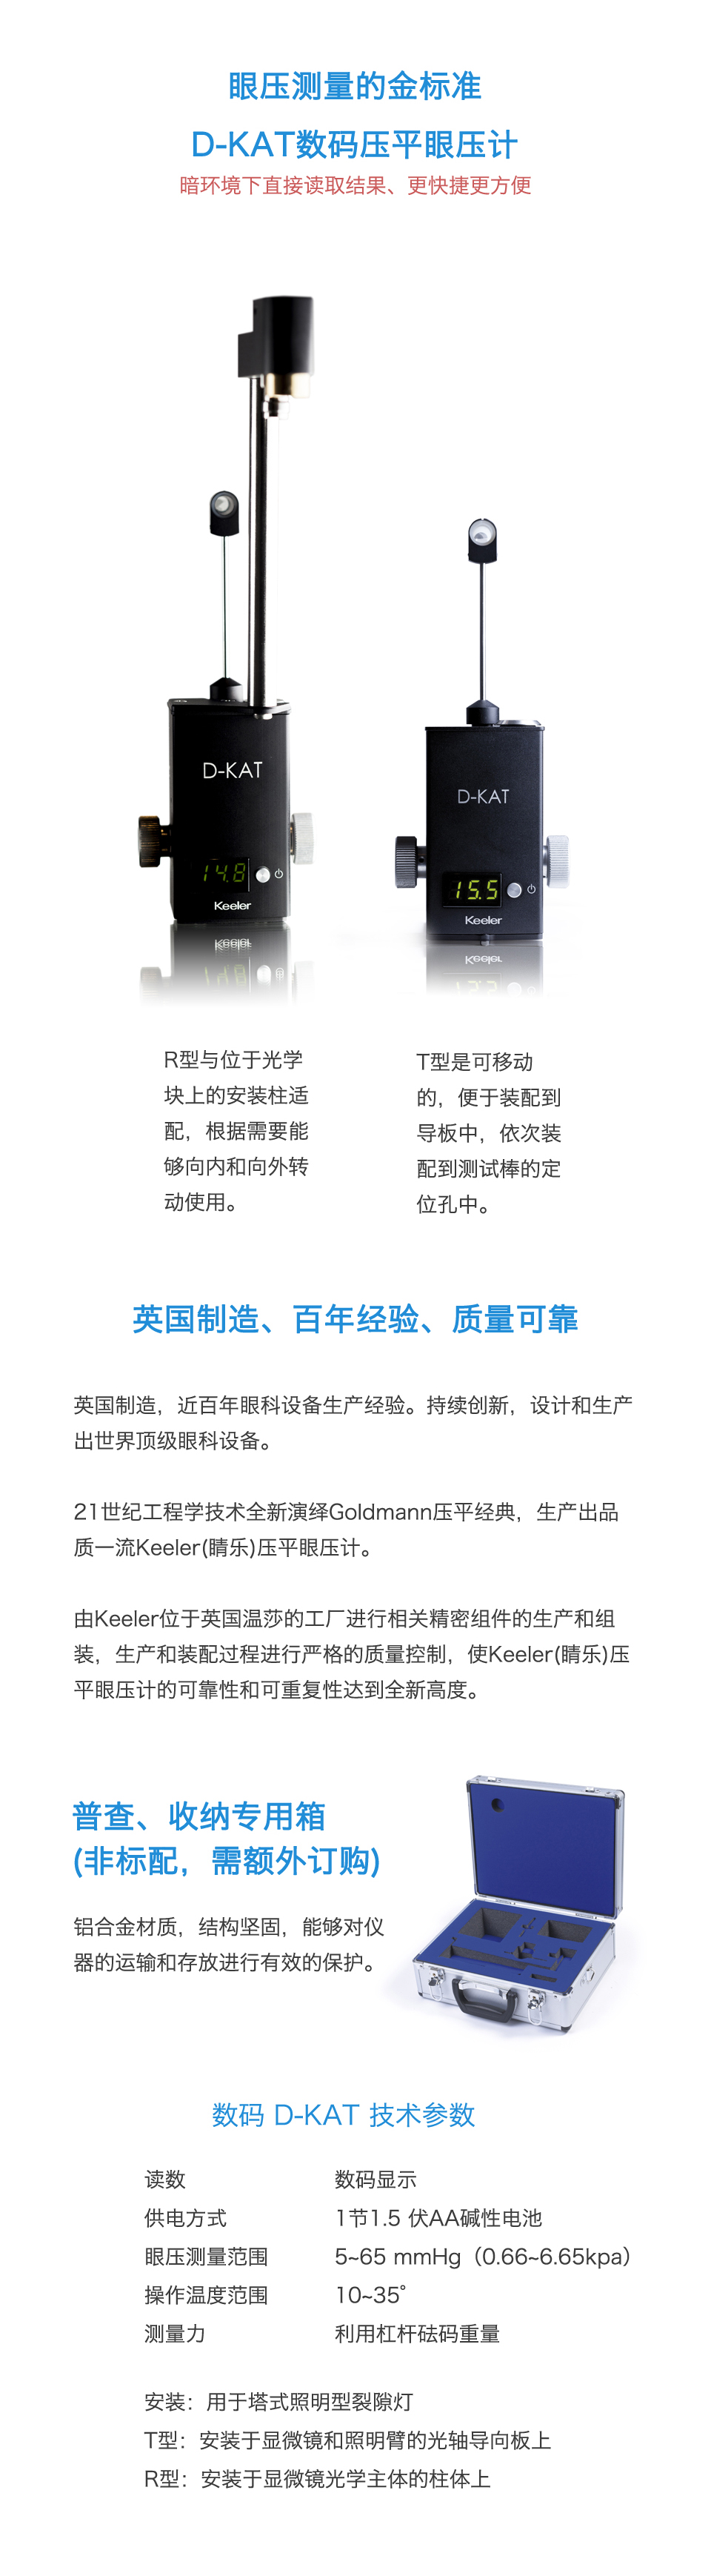 眼压测量的金标准
D-KAT数码压平眼压计
暗环境下直接读取结果、更快捷更方便
D-KAT
14.8
Keeler
D-KAT
15.5
Keeler
R型与位于光学
块上的安装柱适
配，根据需要能
够向内和向外转
动使用。
T型是可移动
的，便于装配到
导板中，依次装
配到测试棒的定
位孔中。
英国制造、百年经验、质量可靠
英国制造，近百年眼科设备生产经验。持续创新，设计和生产
出世界顶级眼科设备。
21世纪工程学技术全新演绎Goldmann压平经典，生产出品
质一流Keeler(睛乐)压平眼压计。
由Keeler位于英国温莎的工厂进行相关精密组件的生产和组
装，生产和装配过程进行严格的质量控制，使Keeler(睛乐)压
平眼压计的可靠性和可重复性达到全新高度。
普查、收纳专用箱
(非标配，需额外订购)
铝合金材质，结构坚固，能够对仪
器的运输和存放进行有效的保护。
数码 D-KAT 技术参数
读数 数码显示
供电方式 1节1.5 伏AA碱性电池
眼压测量范围 5~65 mmHg（0.66~6.65kpa）
操作温度范围 10~35°
测量力 利用杠杆砝码重量
安装：用于塔式照明型裂隙灯
T型：安装于显微镜和照明臂的光轴导向板上
R型：安装于显微镜光学主体的柱体上